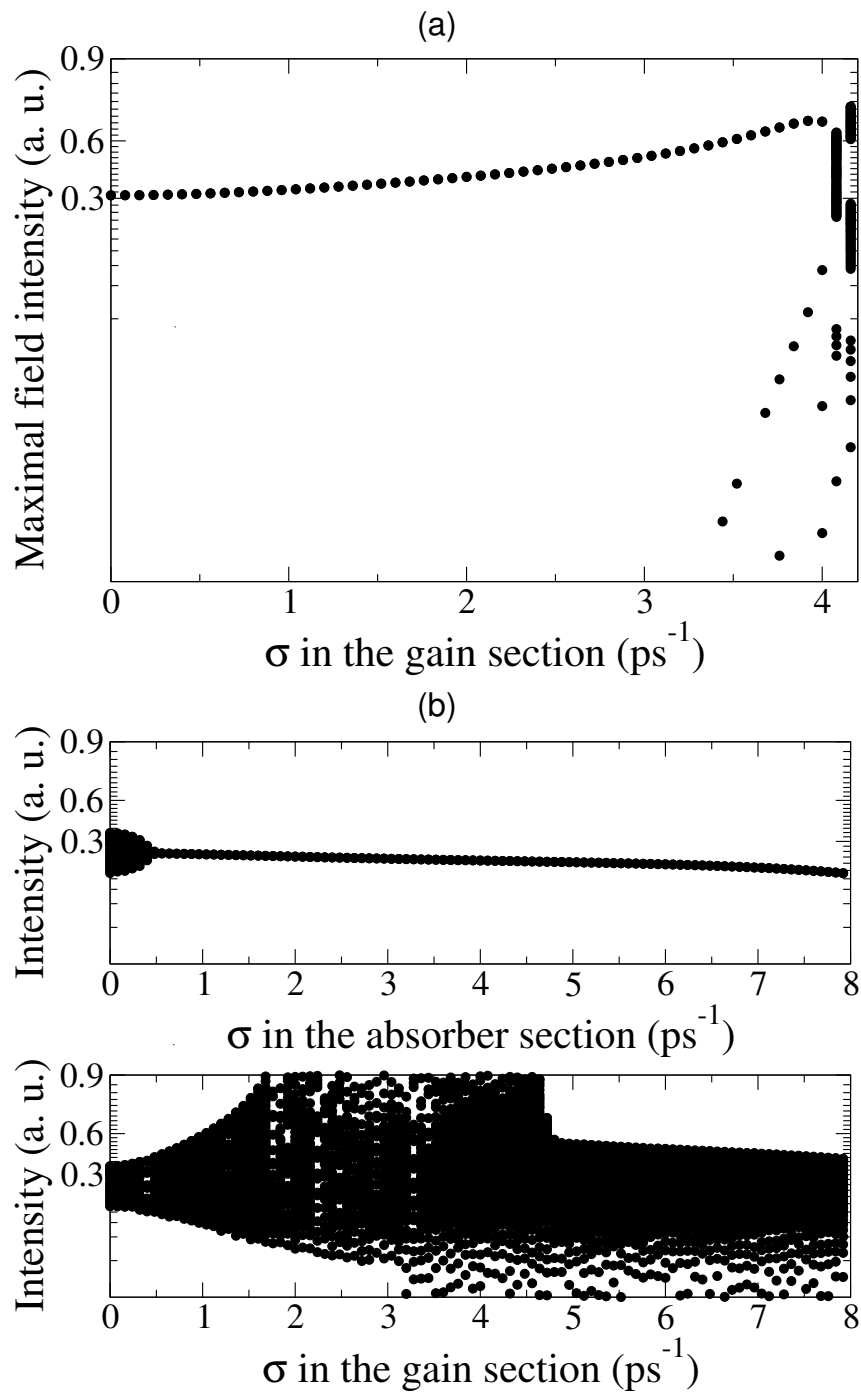 (a)
Maximal field intensity (a. u.)
0.9
0.6
0.3
0 1 2 3 4
σ in the gain section (ps⁻¹)
(b)
Intensity (a. u.)
0.9
0.6
0.3
0 1 2 3 4 5 6 7 8
σ in the absorber section (ps⁻¹)
Intensity (a. u.)
0.9
0.6
0.3
0 1 2 3 4 5 6 7 8
σ in the gain section (ps⁻¹)